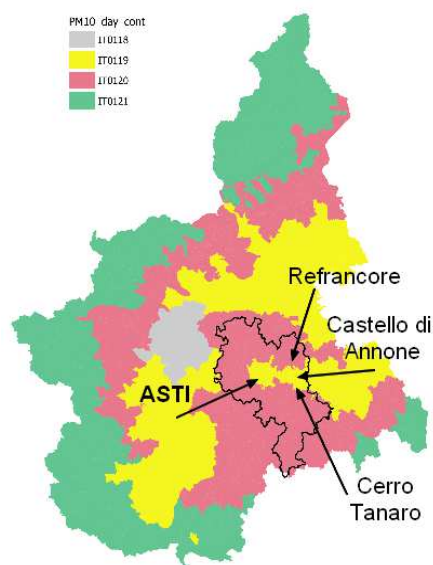 PM10 day cont
IT0118
IT0119
IT0120
IT0121
Refrancore
Castello di
Annone
ASTI
Cerro
Tanaro